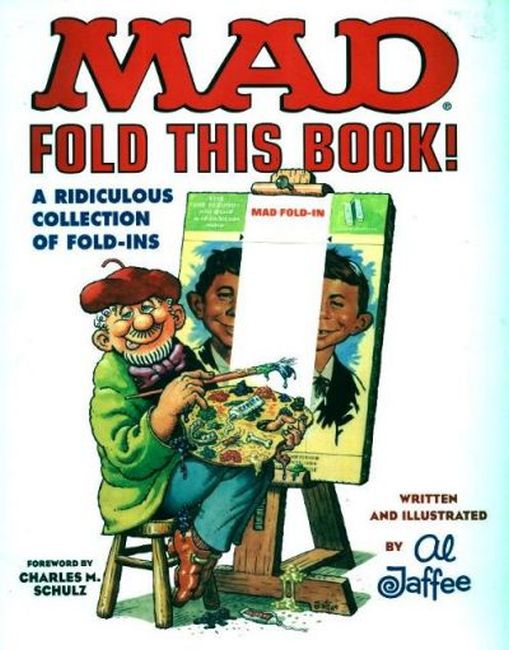 MAD
FOLD THIS BOOK!
A RIDICULOUS
COLLECTION
OF FOLD-INS
MAD FOLD-IN
WRITTEN
AND ILLUSTRATED
BY Al
Jaffee
FOREWORD BY
CHARLES M.
SCHULZ